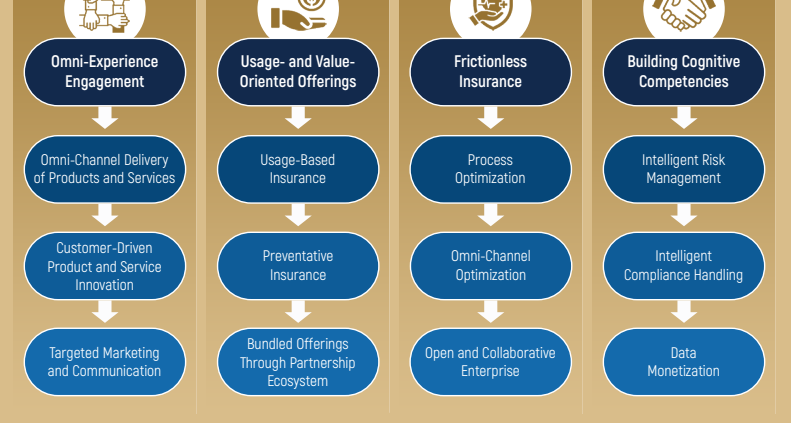 Omni-Experience
Engagement
Omni-Channel Delivery
of Products and Services
Customer-Driven
Product and Service
Innovation
Targeted Marketing
and Communication
Usage- and Value-
Oriented Offerings
Usage-Based
Insurance
Preventative
Insurance
Bundled Offerings
Through Partnership
Ecosystem
Frictionless
Insurance
Process
Optimization
Omni-Channel
Optimization
Open and Collaborative
Enterprise
Building Cognitive
Competencies
Intelligent Risk
Management
Intelligent
Compliance Handling
Data
Monetization